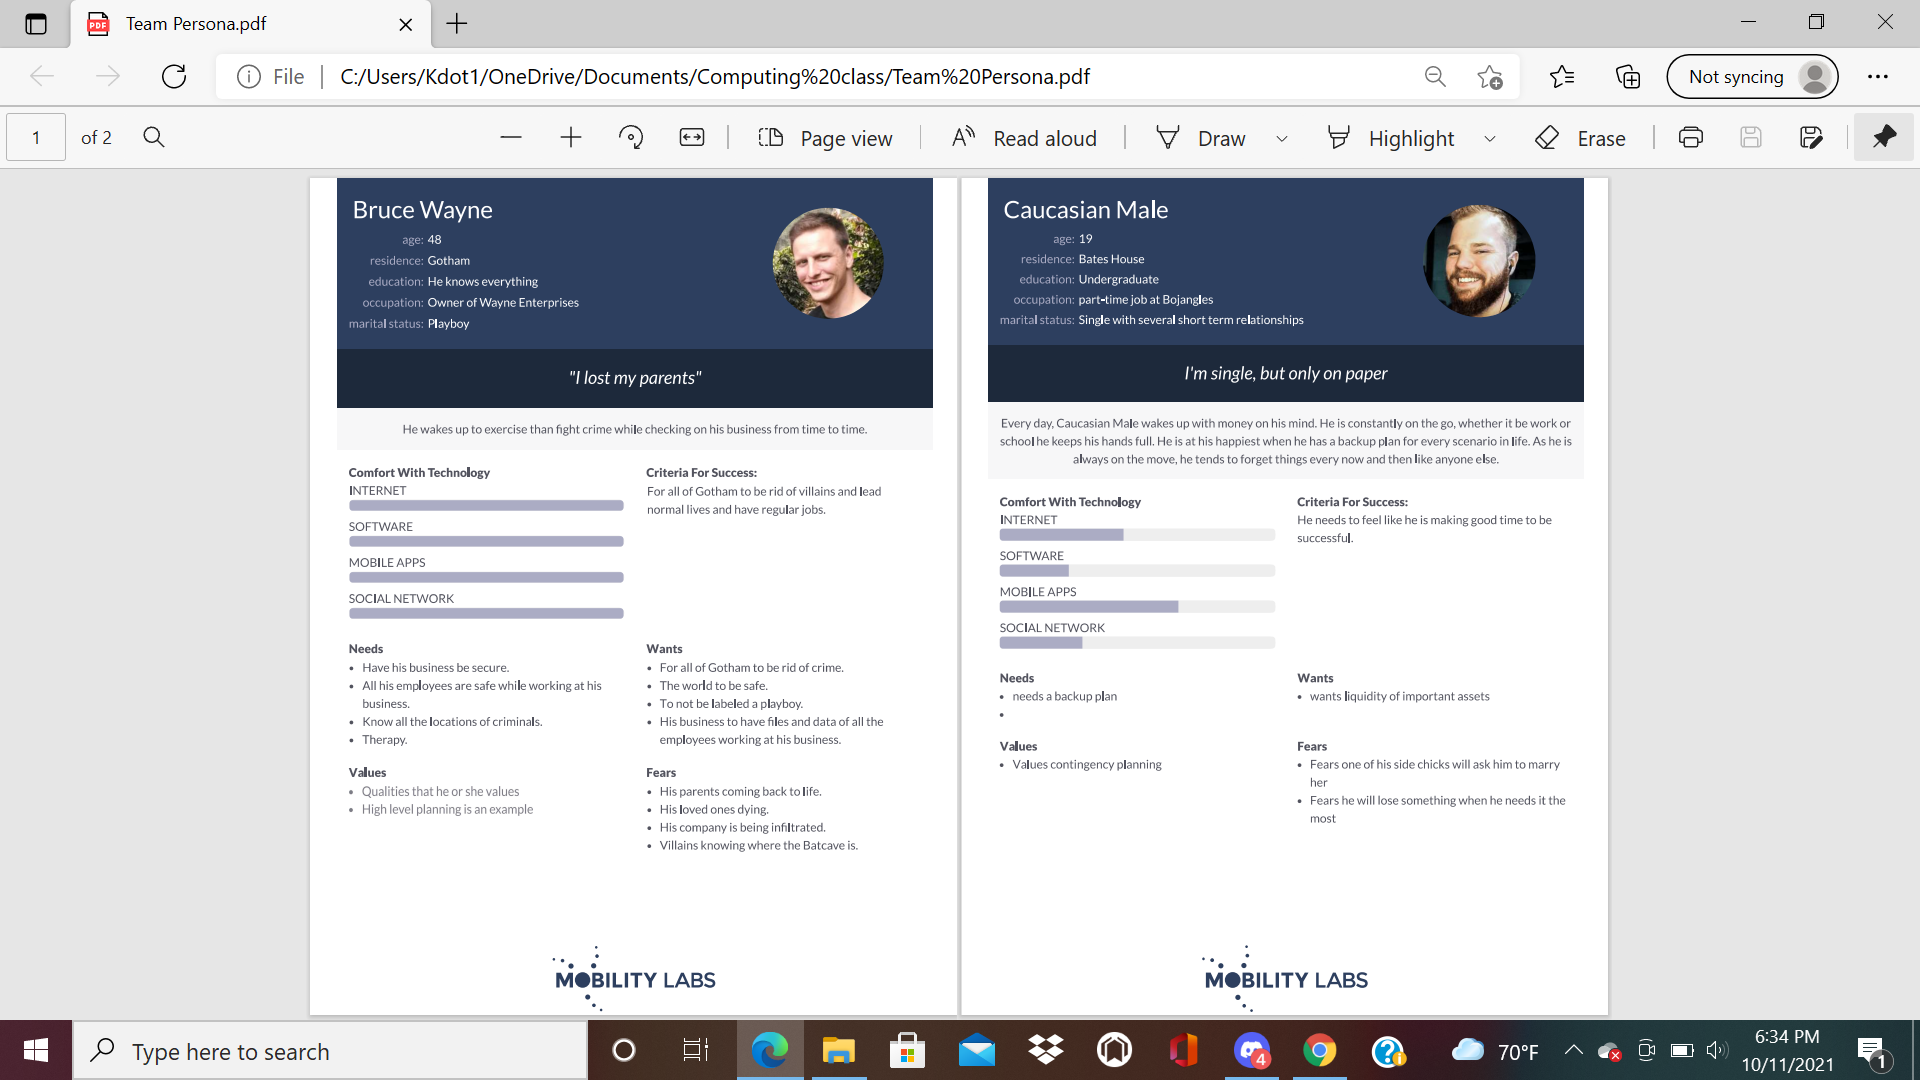 Team Persona.pdf
File
C:/Users/Kdot1/OneDrive/Documents/Computing%20class/Team%20Persona.pdf
Not syncing
1 of 2
Page view
Read aloud
Draw
Highlight
Erase
Bruce Wayne
age: 48
residence: Gotham
education: He knows everything
occupation: Owner of Wayne Enterprises
marital status: Playboy
"I lost my parents"
He wakes up to exercise than fight crime while checking on his business from time to time.
Comfort With Technology
INTERNET
SOFTWARE
MOBILE APPS
SOCIAL NETWORK
Criteria For Success:
For all of Gotham to be rid of villains and lead
normal lives and have regular jobs.
Needs
• Have his business be secure.
• All his employees are safe while working at his
business.
• Know all the locations of criminals.
• Therapy.
Wants
• For all of Gotham to be rid of crime.
• The world to be safe.
• To not be labeled a playboy.
• His business to have files and data of all the
employees working at his business.
Values
• Qualities that he or she values
• High level planning is an example
Fears
• His parents coming back to life.
• His loved ones dying.
• His company is being infiltrated.
• Villains knowing where the Batcave is.
MOBILITY LABS
Caucasian Male
age: 19
residence: Bates House
education: Undergraduate
occupation: part-time job at Bojangles
marital status: Single with several short term relationships
I'm single, but only on paper
Every day, Caucasian Male wakes up with money on his mind. He is constantly on the go, whether it be work or
school he keeps his hands full. He is at his happiest when he has a backup plan for every scenario in life. As he is
always on the move, he tends to forget things every now and then like anyone else.
Comfort With Technology
INTERNET
SOFTWARE
MOBILE APPS
SOCIAL NETWORK
Criteria For Success:
He needs to feel like he is making good time to be
successful.
Needs
• needs a backup plan
•
Wants
• wants liquidity of important assets
Values
• Values contingency planning
Fears
• Fears one of his side chicks will ask him to marry
her
• Fears he will lose something when he needs it the
most
MOBILITY LABS
Type here to search
4
70°F
6:34 PM
10/11/2021
1